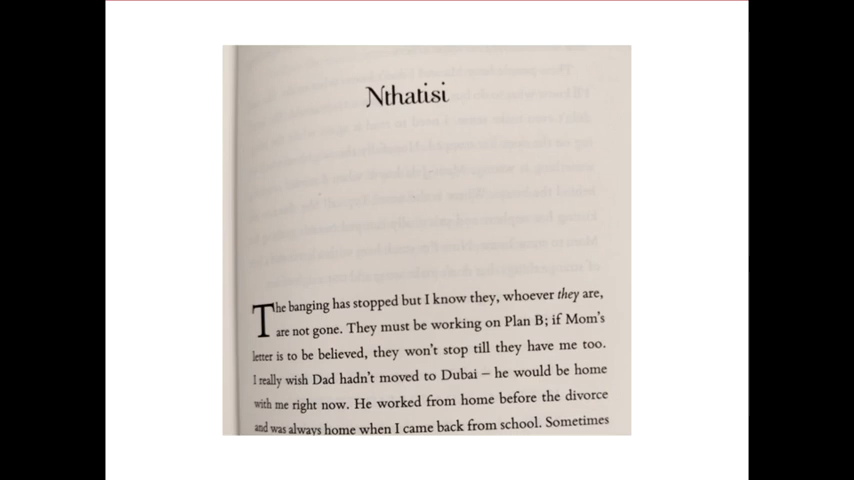 Nthatisi
The banging has stopped but I know they, whoever they are,
are not gone. They must be working on Plan B; if Mom's
letter is to be believed, they won't stop till they have me too.
I really wish Dad hadn't moved to Dubai – he would be home
with me right now. He worked from home before the divorce
and was always home when I came back from school. Sometimes